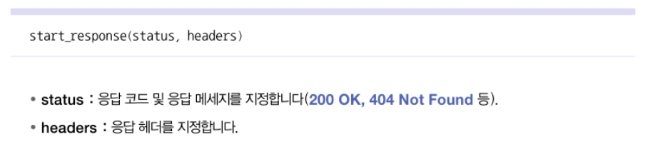 start_response(status, headers)
• status : 응답 코드 및 응답 메세지를 지정합니다(200 OK, 404 Not Found 등).
• headers : 응답 헤더를 지정합니다.